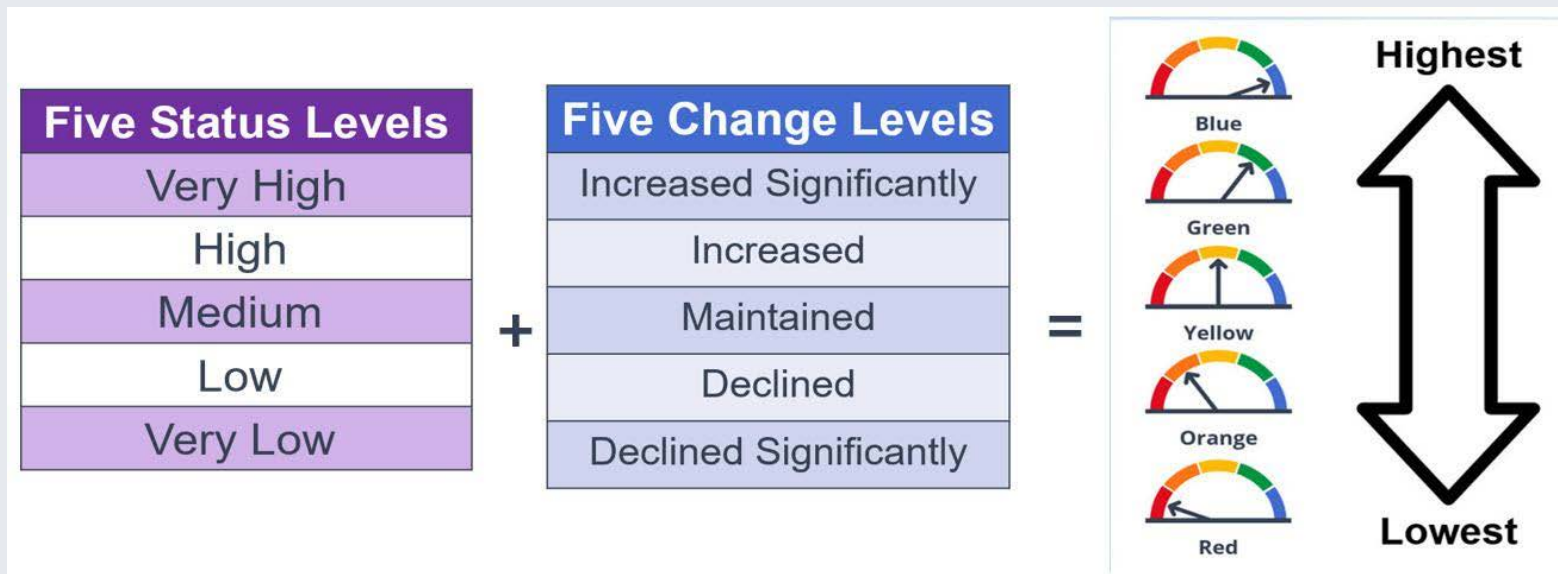 Five Status Levels
Very High
High
Medium
Low
Very Low
+
Five Change Levels
Increased Significantly
Increased
Maintained
Declined
Declined Significantly
=
Blue
Green
Yellow
Orange
Red
Highest
Lowest